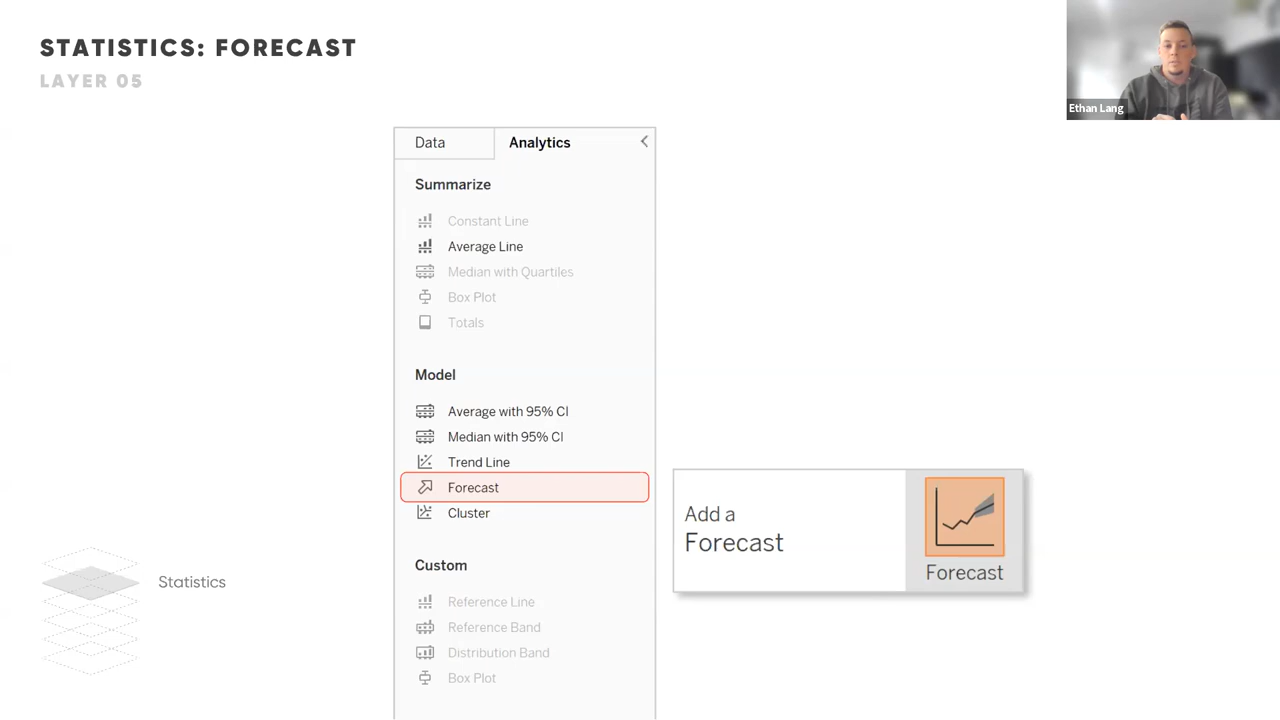 STATISTICS: FORECAST
LAYER 05
Ethan Lang
Data
Analytics
Summarize
Constant Line
Average Line
Median with Quartiles
Box Plot
Totals
Model
Average with 95% CI
Median with 95% CI
Trend Line
Forecast
Cluster
Custom
Reference Line
Reference Band
Distribution Band
Box Plot
Add a
Forecast
Forecast
Statistics